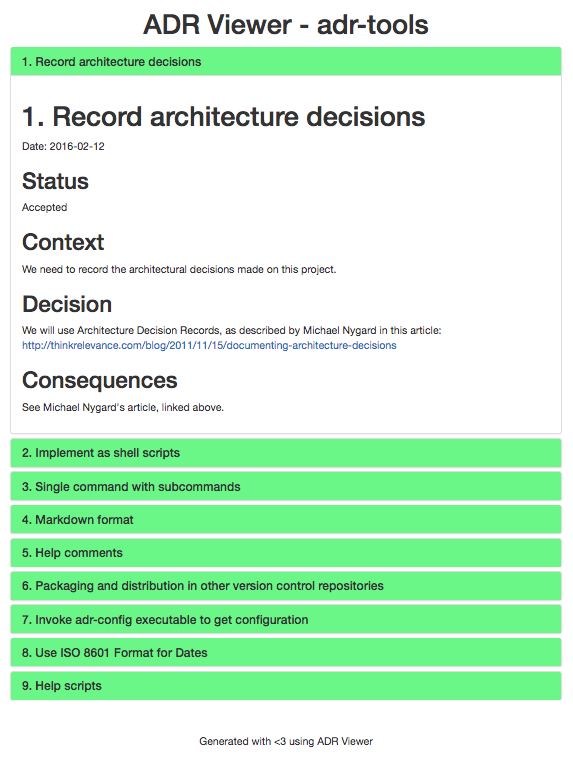 ADR Viewer - adr-tools
1. Record architecture decisions
1. Record architecture decisions
Date: 2016-02-12
Status
Accepted
Context
We need to record the architectural decisions made on this project.
Decision
We will use Architecture Decision Records, as described by Michael Nygard in this article:
http://thinkrelevance.com/blog/2011/11/15/documenting-architecture-decisions
Consequences
See Michael Nygard's article, linked above.
2. Implement as shell scripts
3. Single command with subcommands
4. Markdown format
5. Help comments
6. Packaging and distribution in other version control repositories
7. Invoke adr-config executable to get configuration
8. Use ISO 8601 Format for Dates
9. Help scripts
Generated with <3 using ADR Viewer